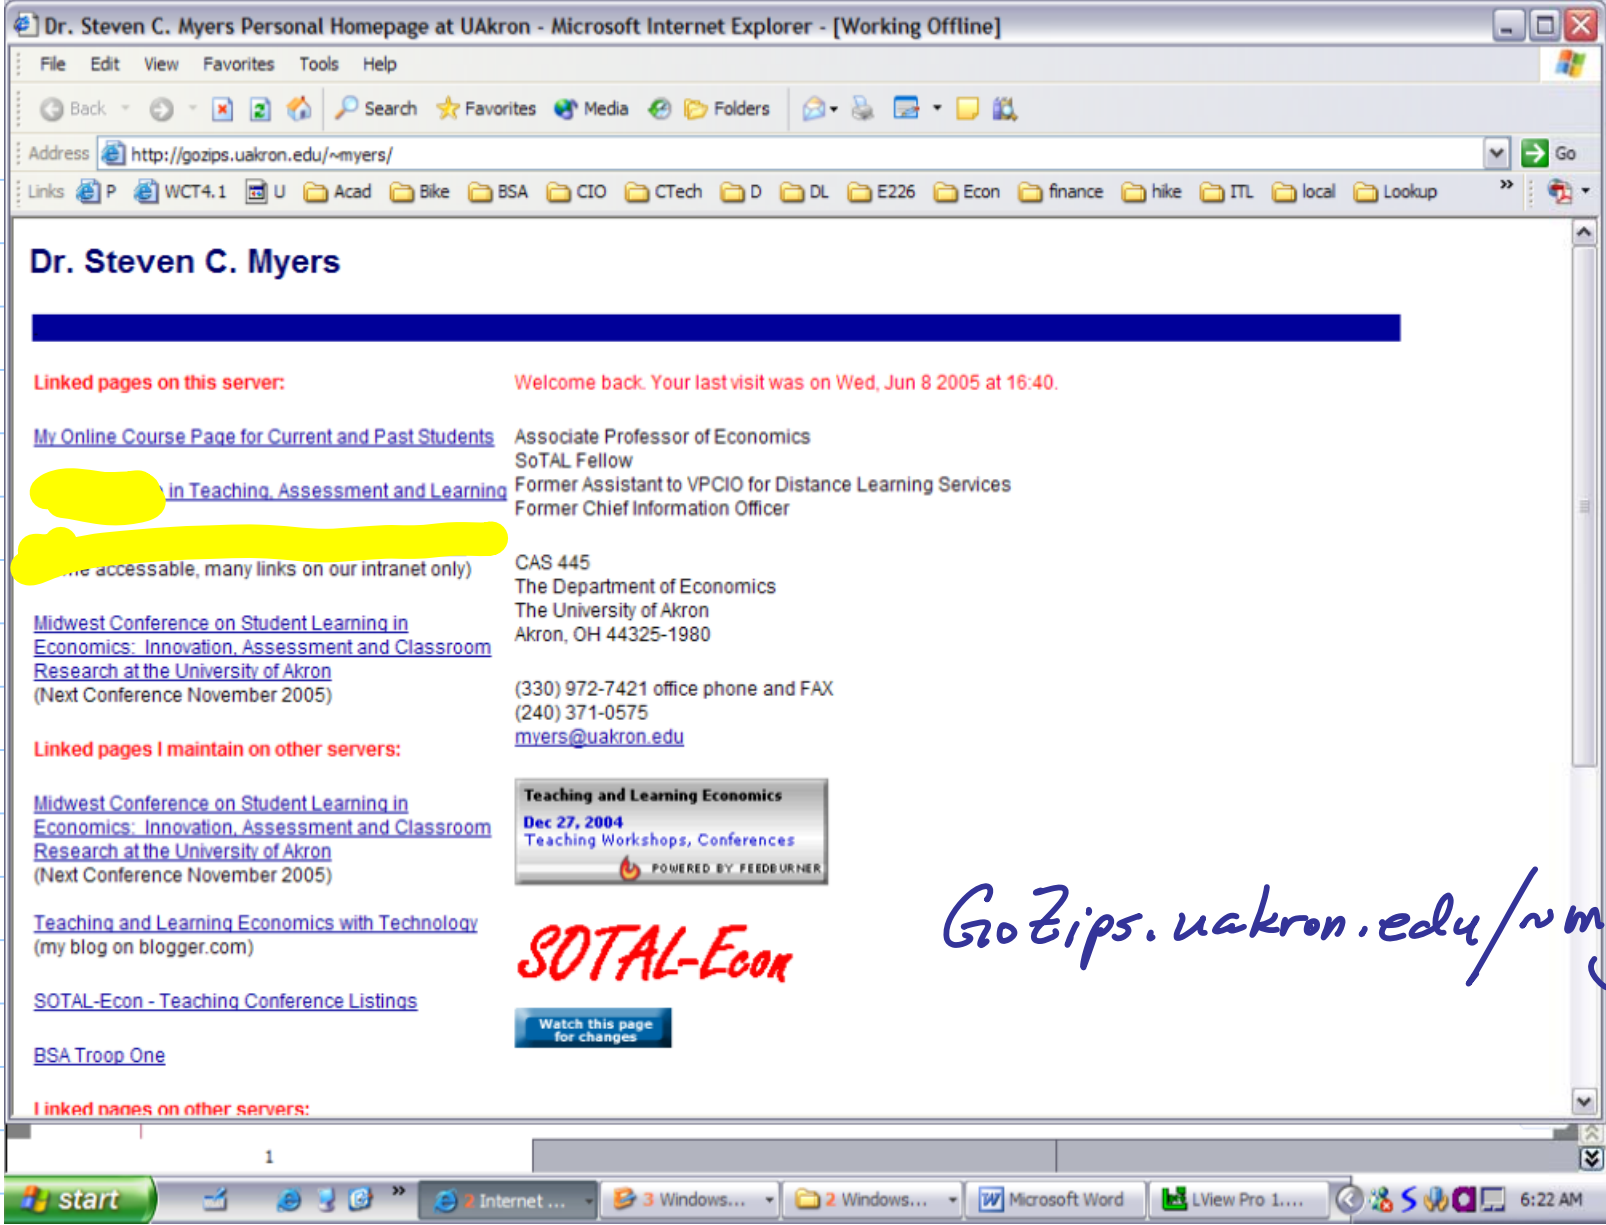 Dr. Steven C. Myers Personal Homepage at UAkron - Microsoft Internet Explorer - [Working Offline]
File Edit View Favorites Tools Help
Back Search Favorites Media Folders
Address http://gozips.uakron.edu/~myers/ Go
Links P WCT4.1 U Acad Bike BSA CIO CTech D DL E226 Econ finance hike ITL local Lookup »
Dr. Steven C. Myers
Linked pages on this server:
My Online Course Page for Current and Past Students
in Teaching, Assessment and Learning
accessable, many links on our intranet only)
Midwest Conference on Student Learning in
Economics: Innovation, Assessment and Classroom
Research at the University of Akron
(Next Conference November 2005)
Linked pages I maintain on other servers:
Midwest Conference on Student Learning in
Economics: Innovation, Assessment and Classroom
Research at the University of Akron
(Next Conference November 2005)
Teaching and Learning Economics with Technology
(my blog on blogger.com)
SOTAL-Econ - Teaching Conference Listings
BSA Troop One
Linked pages on other servers:
Welcome back. Your last visit was on Wed, Jun 8 2005 at 16:40.
Associate Professor of Economics
SoTAL Fellow
Former Assistant to VPCIO for Distance Learning Services
Former Chief Information Officer
CAS 445
The Department of Economics
The University of Akron
Akron, OH 44325-1980
(330) 972-7421 office phone and FAX
(240) 371-0575
myers@uakron.edu
Teaching and Learning Economics
Dec 27, 2004
Teaching Workshops, Conferences
POWERED BY FEEDBURNER
SOTAL-Econ
Watch this page
for changes
GoZips.uakron.edu/~m
1
start » 2 Internet ... 3 Windows... 2 Windows... Microsoft Word LView Pro 1.... 6:22 AM